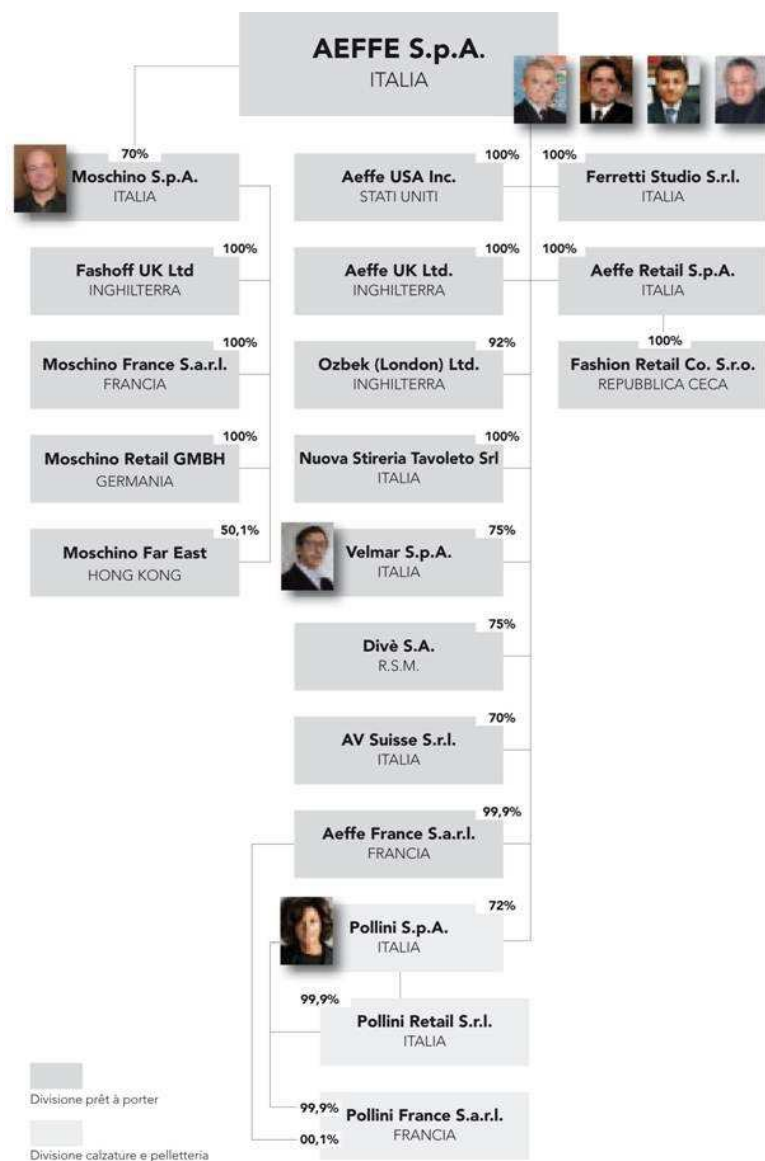 AEFFE S.p.A.
ITALIA
70%
Moschino S.p.A.
ITALIA
100%
Fashoff UK Ltd
INGHILTERRA
100%
Moschino France S.a.r.l.
FRANCIA
100%
Moschino Retail GMBH
GERMANIA
50,1%
Moschino Far East
HONG KONG
100%
Aeffe USA Inc.
STATI UNITI
100%
Aeffe UK Ltd.
INGHILTERRA
92%
Ozbek (London) Ltd.
INGHILTERRA
100%
Nuova Stireria Tavoleto Srl
ITALIA
75%
Velmar S.p.A.
ITALIA
75%
Divè S.A.
R.S.M.
70%
AV Suisse S.r.l.
ITALIA
99,9%
Aeffe France S.a.r.l.
FRANCIA
72%
Pollini S.p.A.
ITALIA
99,9%
Pollini Retail S.r.l.
ITALIA
99,9%
00,1%
Pollini France S.a.r.l.
FRANCIA
100%
Ferretti Studio S.r.l.
ITALIA
100%
Aeffe Retail S.p.A.
ITALIA
100%
Fashion Retail Co. S.r.o.
REPUBBLICA CECA
Divisione prêt à porter
Divisione calzature e pelletteria